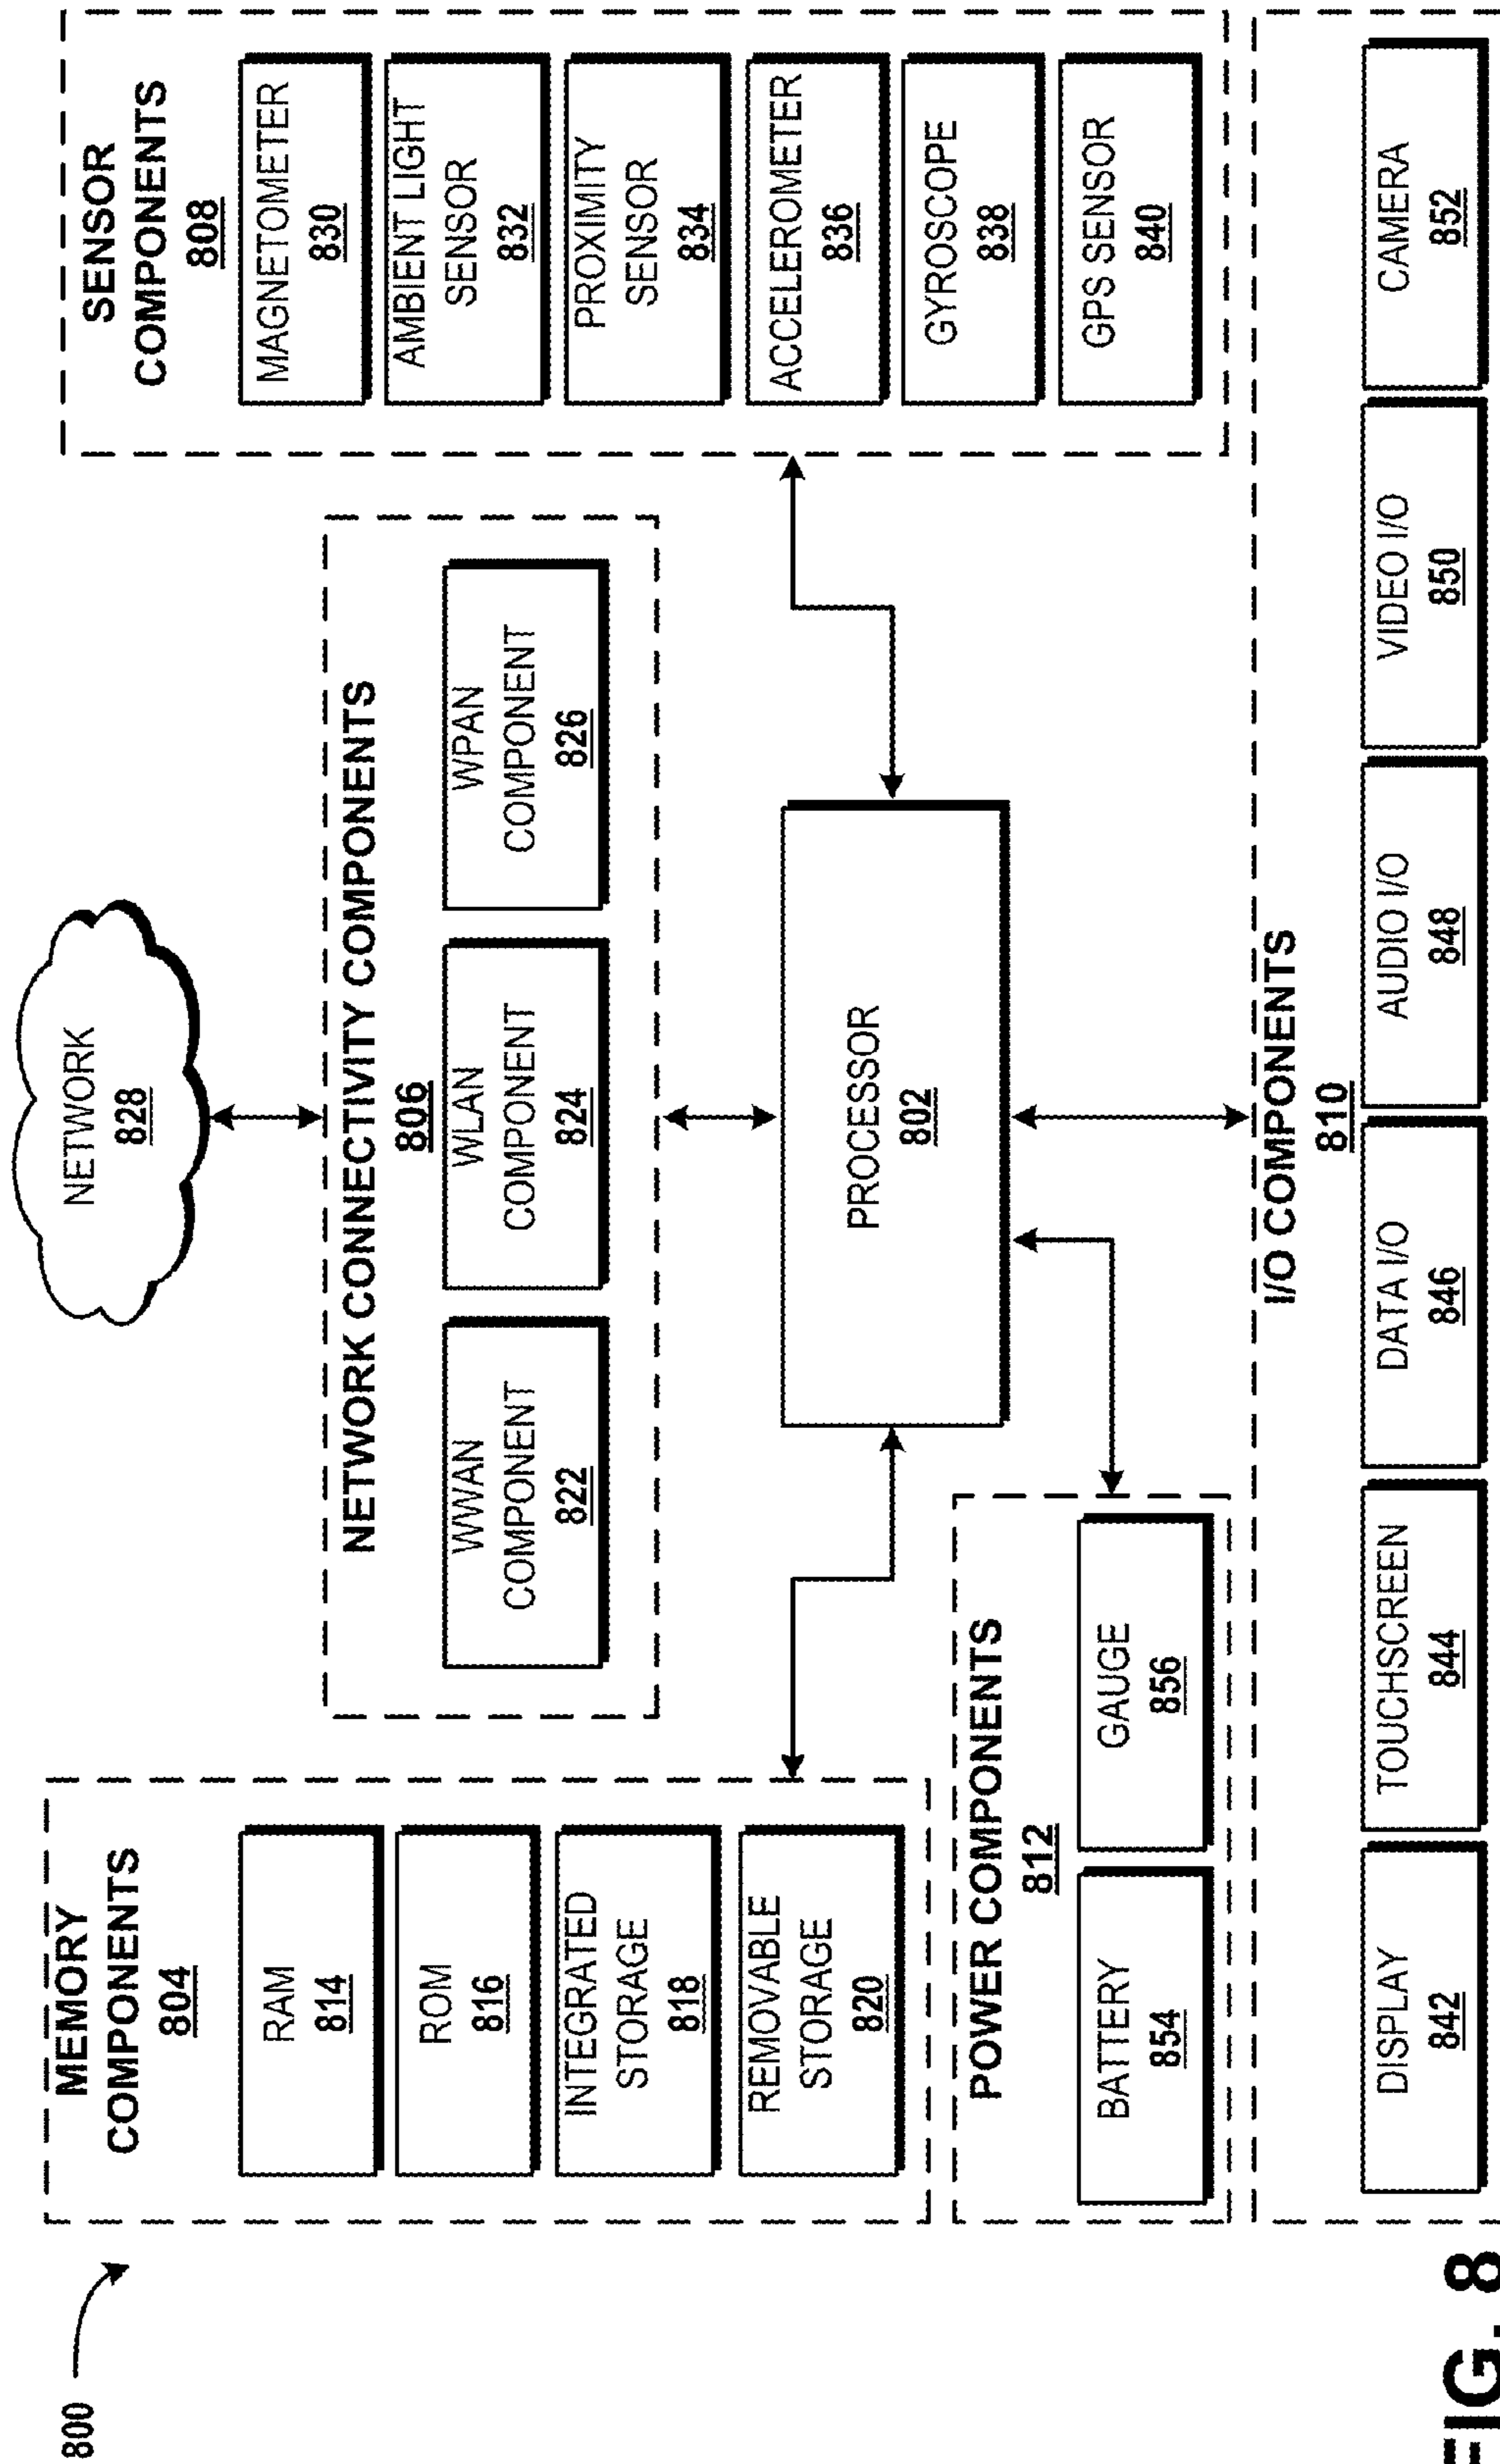 800
NETWORK
828
MEMORY
COMPONENTS
804
RAM
814
ROM
816
INTEGRATED
STORAGE
818
REMOVABLE
STORAGE
820
NETWORK CONNECTIVITY COMPONENTS
806
WWAN
COMPONENT
822
WLAN
COMPONENT
824
WPAN
COMPONENT
826
SENSOR
COMPONENTS
808
MAGNETOMETER
830
AMBIENT LIGHT
SENSOR
832
PROXIMITY
SENSOR
834
ACCELEROMETER
836
GYROSCOPE
838
GPS SENSOR
840
PROCESSOR
802
POWER COMPONENTS
812
BATTERY
854
GAUGE
856
I/O COMPONENTS
810
DISPLAY
842
TOUCHSCREEN
844
DATA I/O
846
AUDIO I/O
848
VIDEO I/O
850
CAMERA
852
FIG. 8